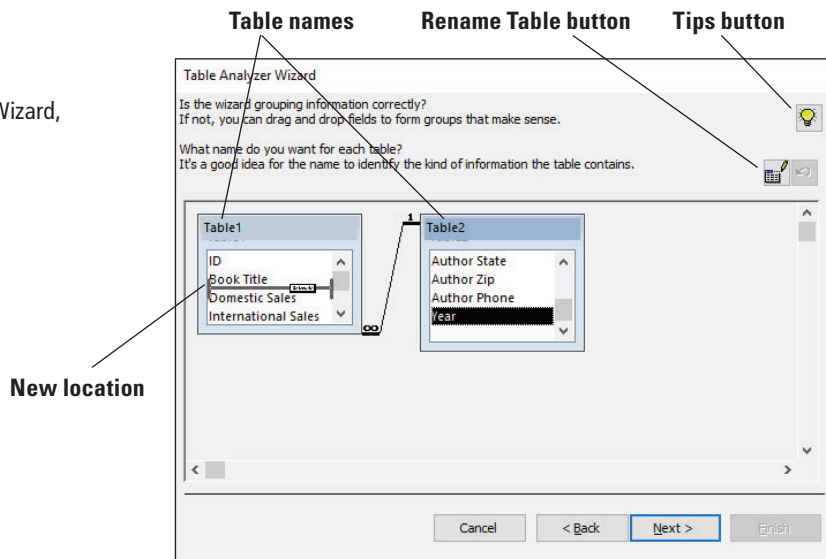 Table names Rename Table button Tips button
Wizard,
Table Analyzer Wizard
Is the wizard grouping information correctly?
If not, you can drag and drop fields to form groups that make sense.
What name do you want for each table?
It's a good idea for the name to identify the kind of information the table contains.
Table1
ID
Book Title
Domestic Sales
International Sales
1
∞
Table2
Author State
Author Zip
Author Phone
Year
New location
Cancel
< Back
Next >
Finish